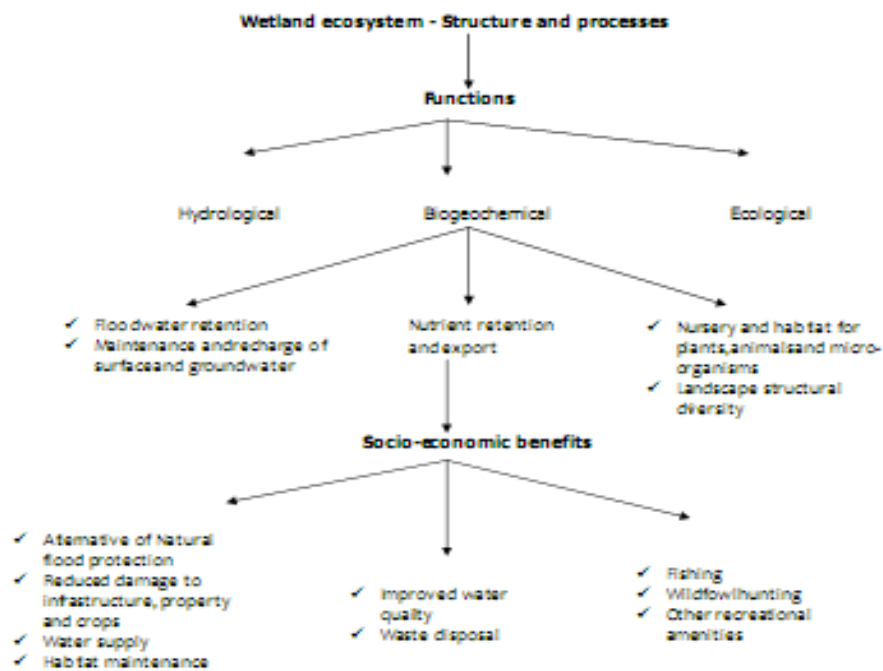 Wetland ecosystem - Structure and processes
Functions
Hydrological
Biogeochemical
Ecological
✓ Floodwater retention
✓ Maintenance andrecharge of
surfaceand groundwater
Nutrient retention
and export
✓ Nursery and habitat for
plants,animalsand micro-
organisms
✓ Landscape structural
diversity
Socio-economic benefits
✓ Aternative of Natural
flood protection
✓ Reduced damage to
infrastructure, property
and crops
✓ Water supply
✓ Habitat maintenance
✓ Improved water
quality
✓ Waste disposal
✓ Fishing
✓ Wildfowlhunting
✓ Other recreational
amenities